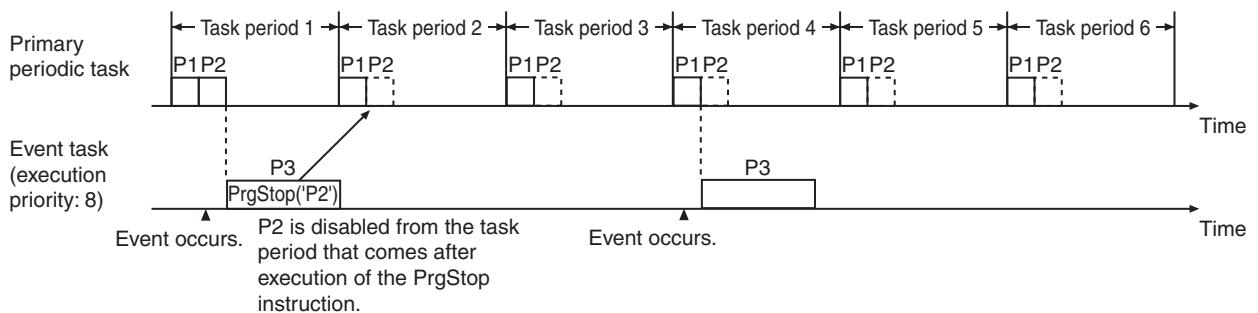 Task period 1 Task period 2 Task period 3 Task period 4 Task period 5 Task period 6
Primary
periodic task
P1 P2 P1 P2 P1 P2 P1 P2 P1 P2 P1 P2
Time
Event task
(execution
priority: 8)
P3
PrgStop('P2')
P3
Time
Event occurs.
P2 is disabled from the task
period that comes after
execution of the PrgStop
instruction.
Event occurs.